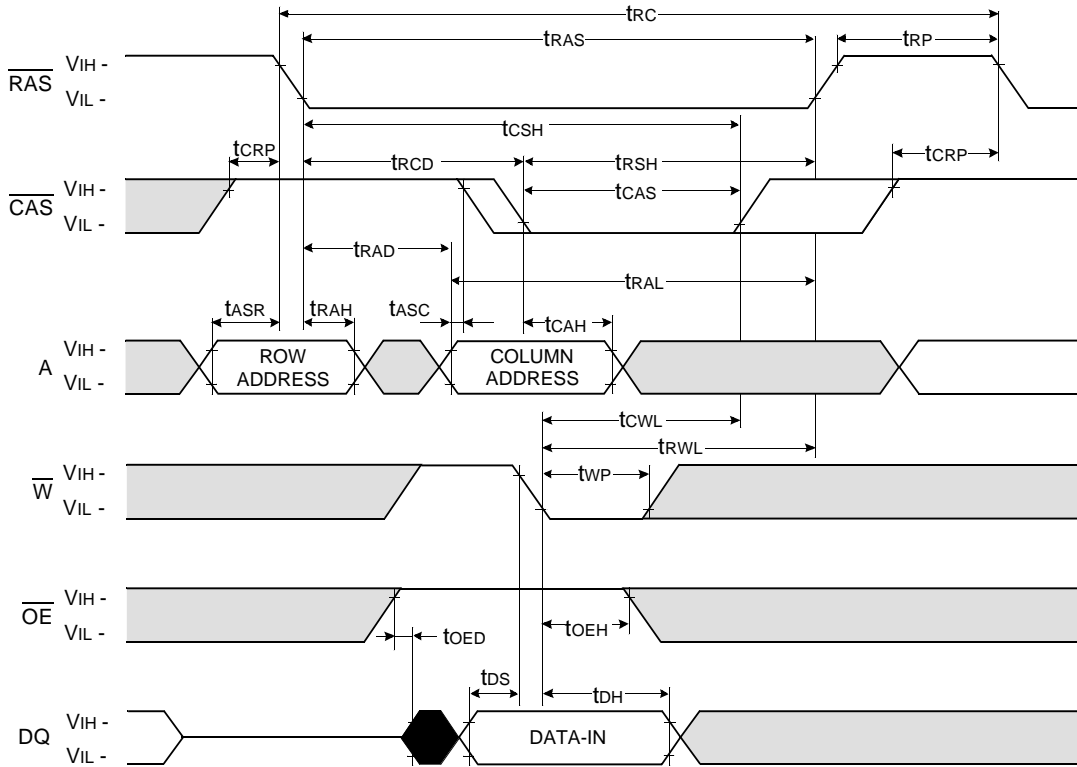 tRC
tRAS
tRP
RAS
VIH -
VIL -
tCSH
tCRP
tRCD
tRSH
tCRP
CAS
VIH -
VIL -
tCAS
tRAD
tRAL
tASR
tRAH
tASC
tCAH
A
VIH -
VIL -
ROW
ADDRESS
COLUMN
ADDRESS
tCWL
tRWL
W
VIH -
VIL -
tWP
OE
VIH -
VIL -
tOED
tOEH
tDS
tDH
DQ
VIH -
VIL -
DATA-IN